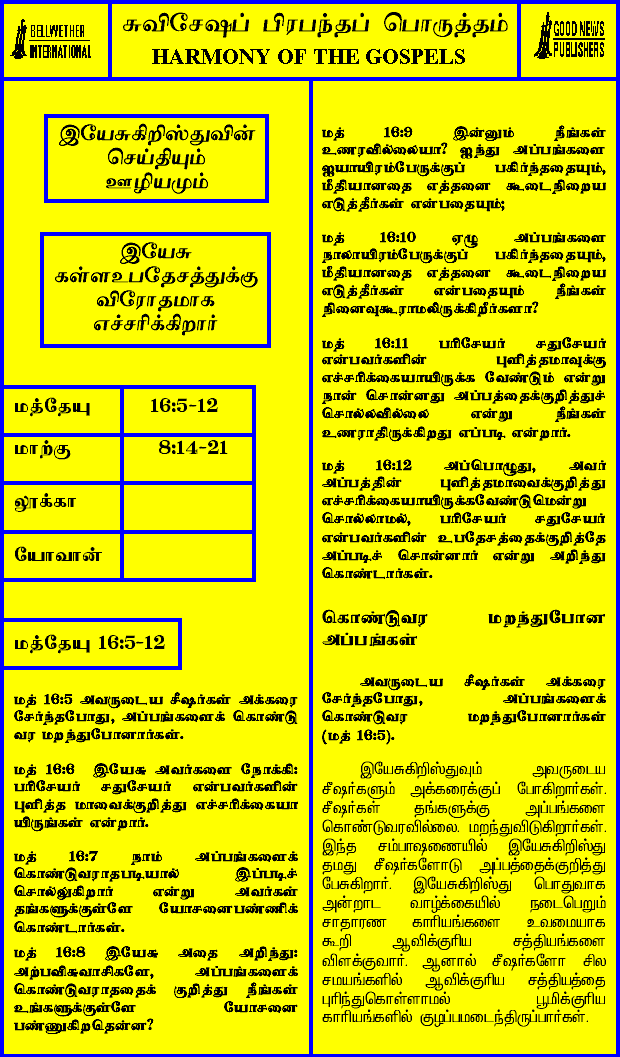 BELLWETHER
INTERNATIONAL
சுவிசேஷப் பிரபந்தப் பொருத்தம்
HARMONY OF THE GOSPELS
GOOD NEWS
PUBLISHERS
இயேசுகிறிஸ்துவின்
செய்தியும்
ஊழியமும்
இயேசு
கள்ளஉபதேசத்துக்கு
விரோதமாக
எச்சரிக்கிறார்
மத்தேயு 16:5-12
மாற்கு 8:14-21
லூக்கா
யோவான்
மத்தேயு 16:5-12
மத் 16:5 அவருடைய சீஷர்கள் அக்கரை
சேர்ந்தபோது, அப்பங்களைக் கொண்டு
வர மறந்துபோனார்கள்.
மத் 16:6 இயேசு அவர்களை நோக்கி:
பரிசேயர் சதுசேயர் என்பவர்களின்
புளித்த மாவைக்குறித்து எச்சரிக்கையா
யிருங்கள் என்றார்.
மத் 16:7 நாம் அப்பங்களைக்
கொண்டுவராதபடியால் இப்படிச்
சொல்லுகிறார் என்று அவர்கள்
தங்களுக்குள்ளே யோசனைபண்ணிக்
கொண்டார்கள்.
மத் 16:8 இயேசு அதை அறிந்து:
அற்பவிசுவாசிகளே, அப்பங்களைக்
கொண்டுவராததைக் குறித்து நீங்கள்
உங்களுக்குள்ளே யோசனை
பண்ணுகிறதென்ன?
மத் 16:9 இன்னும் நீங்கள்
உணரவில்லையா? ஐந்து அப்பங்களை
ஐயாயிரம்பேருக்குப் பகிர்ந்ததையும்,
மீதியானதை எத்தனை கூடைநிறைய
எடுத்தீர்கள் என்பதையும்;
மத் 16:10 ஏழு அப்பங்களை
நாலாயிரம்பேருக்குப் பகிர்ந்ததையும்,
மீதியானதை எத்தனை கூடைநிறைய
எடுத்தீர்கள் என்பதையும் நீங்கள்
நினைவுகூராமலிருக்கிறீர்களா?
மத் 16:11 பரிசேயர் சதுசேயர்
என்பவர்களின் புளித்தமாவுக்கு
எச்சரிக்கையாயிருக்க வேண்டும் என்று
நான் சொன்னது அப்பத்தைக்குறித்துச்
சொல்லவில்லை என்று நீங்கள்
உணராதிருக்கிறது எப்படி என்றார்.
மத் 16:12 அப்பொழுது, அவர்
அப்பத்தின் புளித்தமாவைக்குறித்து
எச்சரிக்கையாயிருக்கவேண்டுமென்று
சொல்லாமல், பரிசேயர் சதுசேயர்
என்பவர்களின் உபதேசத்தைக்குறித்தே
அப்படிச் சொன்னார் என்று அறிந்து
கொண்டார்கள்.
கொண்டுவர மறந்துபோன
அப்பங்கள்
அவருடைய சீஷர்கள் அக்கரை
சேர்ந்தபோது, அப்பங்களைக்
கொண்டுவர மறந்துபோனார்கள்
(மத் 16:5).
இயேசுகிறிஸ்துவும் அவருடைய
சீஷர்களும் அக்கரைக்குப் போகிறார்கள்.
சீஷர்கள் தங்களுக்கு அப்பங்களை
கொண்டுவரவில்லை. மறந்துவிடுகிறார்கள்.
இந்த சம்பாஷணையில் இயேசுகிறிஸ்து
தமது சீஷர்களோடு அப்பத்தைக்குறித்து
பேசுகிறார். இயேசுகிறிஸ்து பொதுவாக
அன்றாட வாழ்க்கையில் நடைபெறும்
சாதாரண காரியங்களை உவமையாக
கூறி ஆவிக்குரிய சத்தியங்களை
விளக்குவார். ஆனால் சீஷர்களோ சில
சமயங்களில் ஆவிக்குரிய சத்தியத்தை
புரிந்துகொள்ளாமல் பூமிக்குரிய
காரியங்களில் குழப்பமடைந்திருப்பார்கள்.